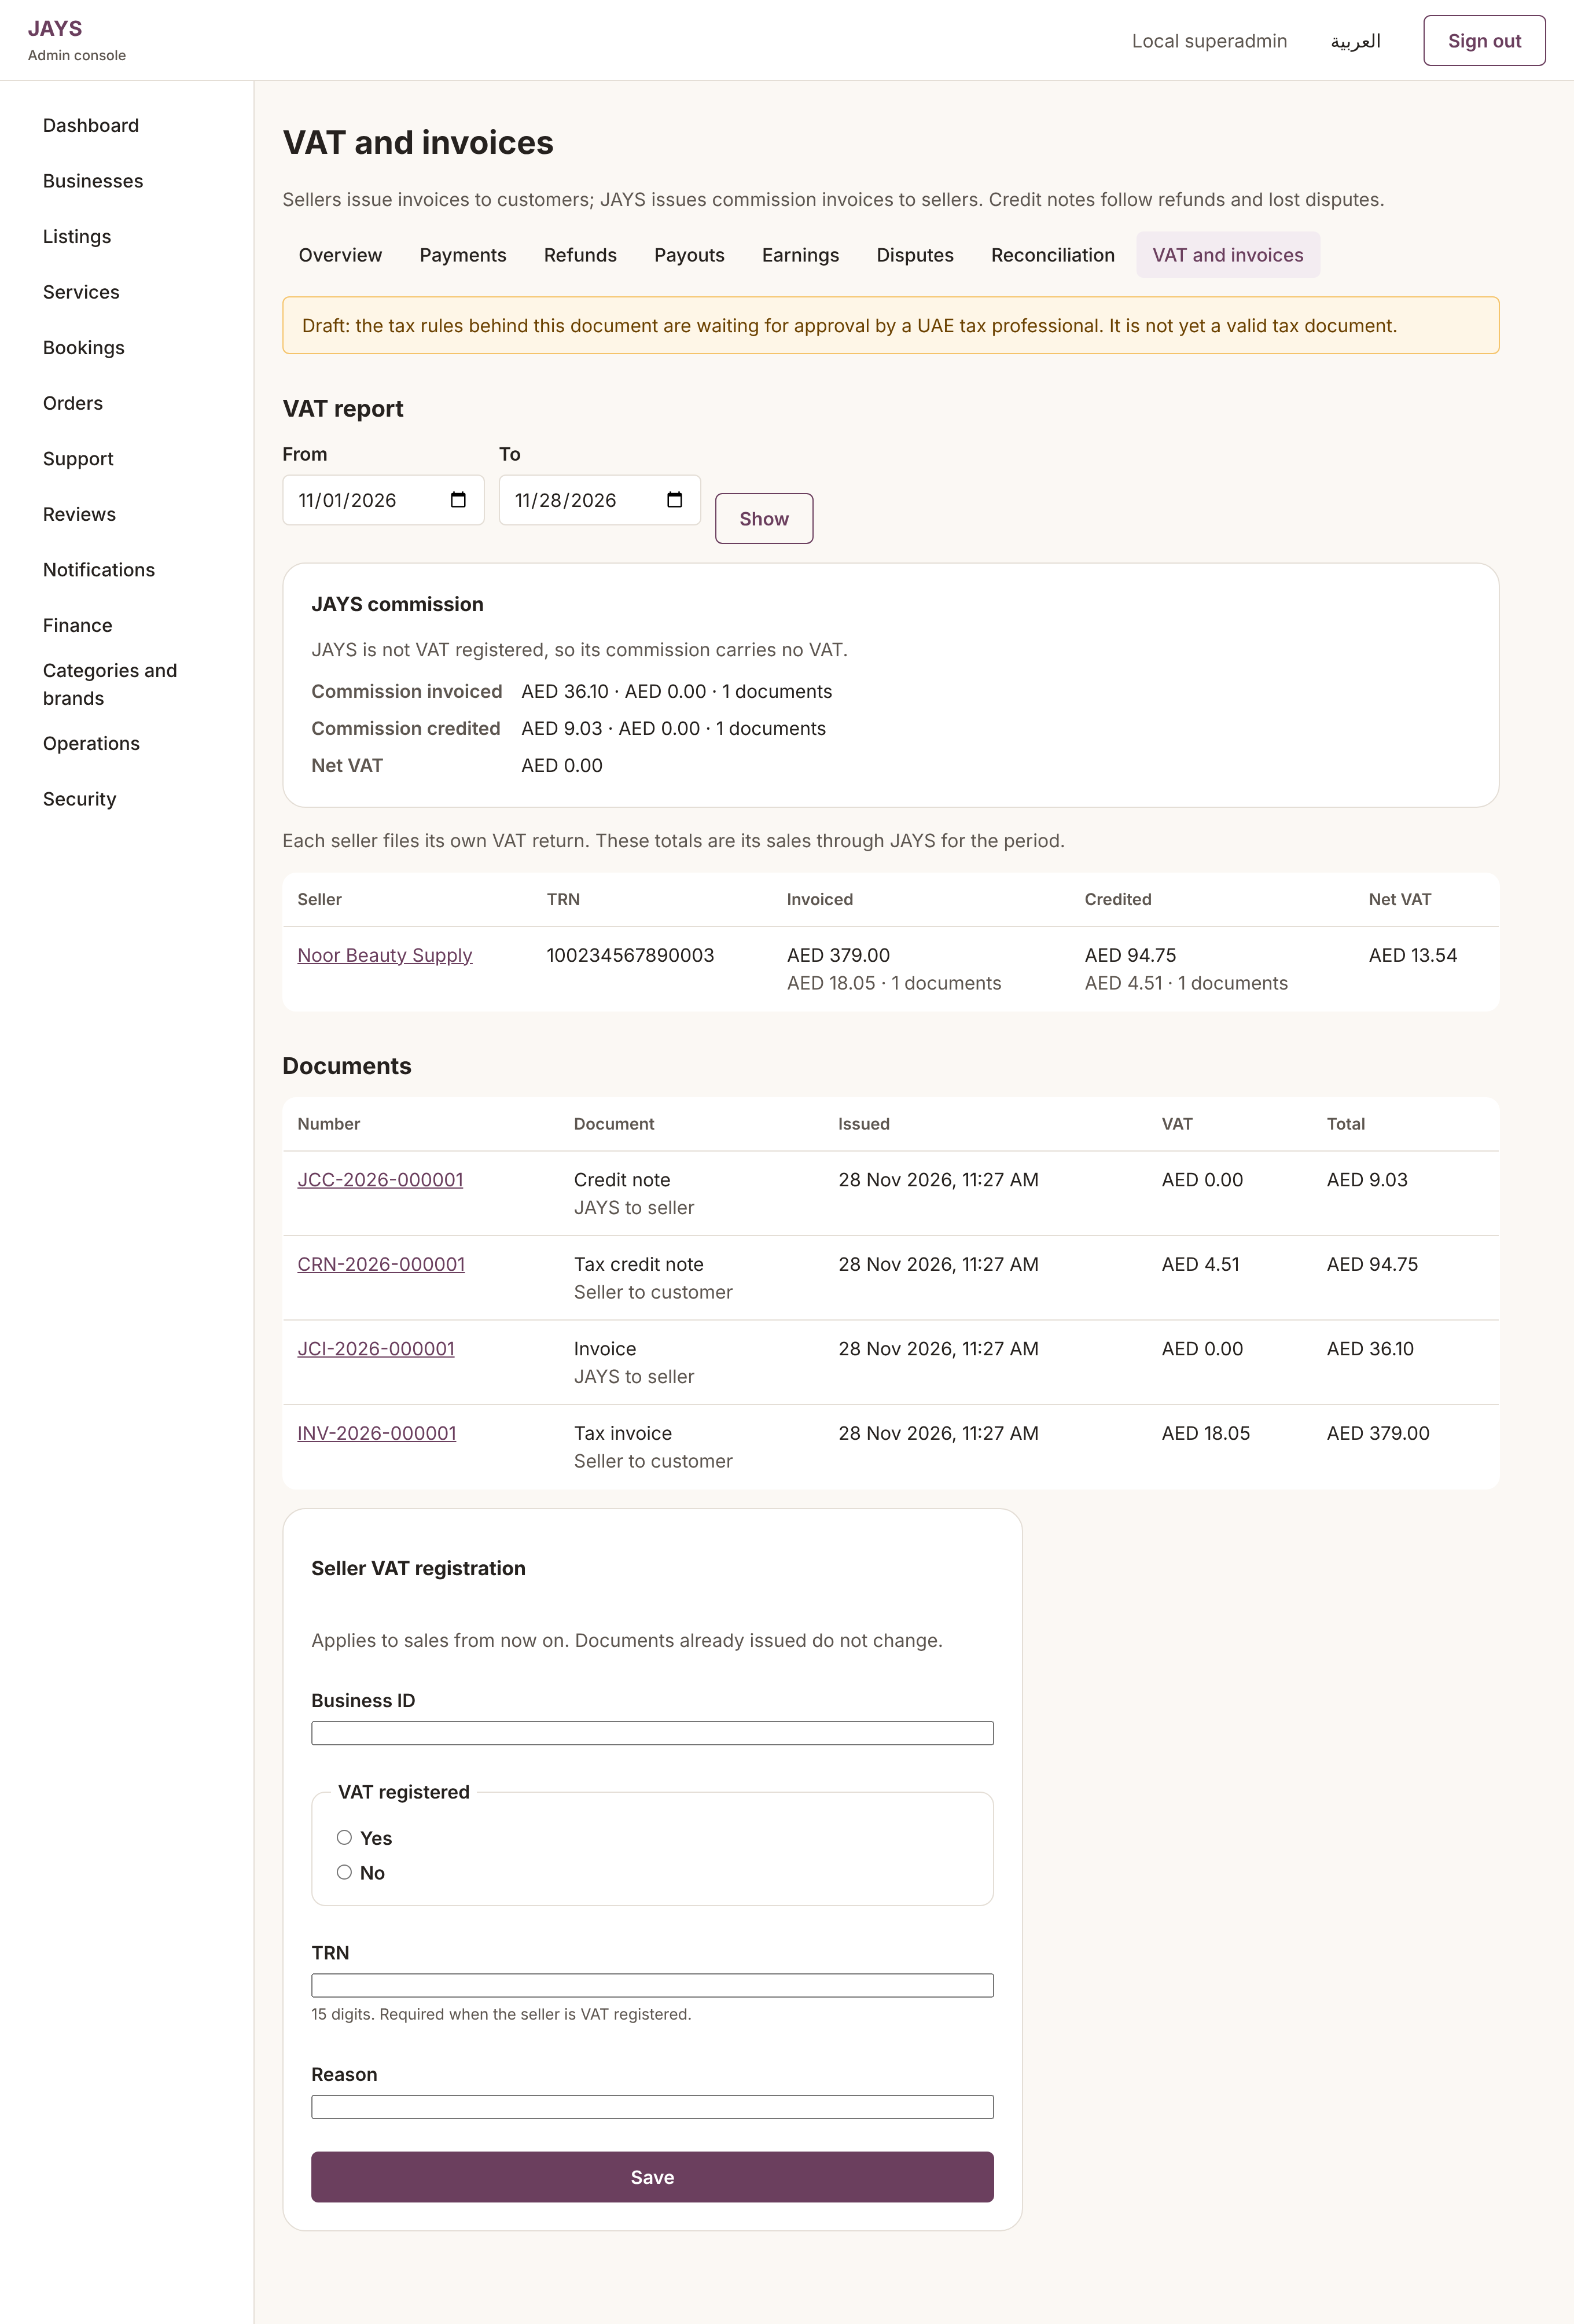 JAYS
Admin console
Local superadmin
العربية
Sign out
Dashboard
Businesses
Listings
Services
Bookings
Orders
Support
Reviews
Notifications
Finance
Categories and
brands
Operations
Security
VAT and invoices
Sellers issue invoices to customers; JAYS issues commission invoices to sellers. Credit notes follow refunds and lost disputes.
Overview Payments Refunds Payouts Earnings Disputes Reconciliation VAT and invoices
Draft: the tax rules behind this document are waiting for approval by a UAE tax professional. It is not yet a valid tax document.
VAT report
From To
11/01/2026 11/28/2026
Show
JAYS commission
JAYS is not VAT registered, so its commission carries no VAT.
Commission invoiced AED 36.10 · AED 0.00 · 1 documents
Commission credited AED 9.03 · AED 0.00 · 1 documents
Net VAT AED 0.00
Each seller files its own VAT return. These totals are its sales through JAYS for the period.
Seller TRN Invoiced Credited Net VAT
Noor Beauty Supply 100234567890003 AED 379.00 AED 94.75 AED 13.54
AED 18.05 · 1 documents AED 4.51 · 1 documents
Documents
Number Document Issued VAT Total
JCC-2026-000001 Credit note 28 Nov 2026, 11:27 AM AED 0.00 AED 9.03
JAYS to seller
CRN-2026-000001 Tax credit note 28 Nov 2026, 11:27 AM AED 4.51 AED 94.75
Seller to customer
JCI-2026-000001 Invoice 28 Nov 2026, 11:27 AM AED 0.00 AED 36.10
JAYS to seller
INV-2026-000001 Tax invoice 28 Nov 2026, 11:27 AM AED 18.05 AED 379.00
Seller to customer
Seller VAT registration
Applies to sales from now on. Documents already issued do not change.
Business ID
VAT registered
Yes
No
TRN
15 digits. Required when the seller is VAT registered.
Reason
Save